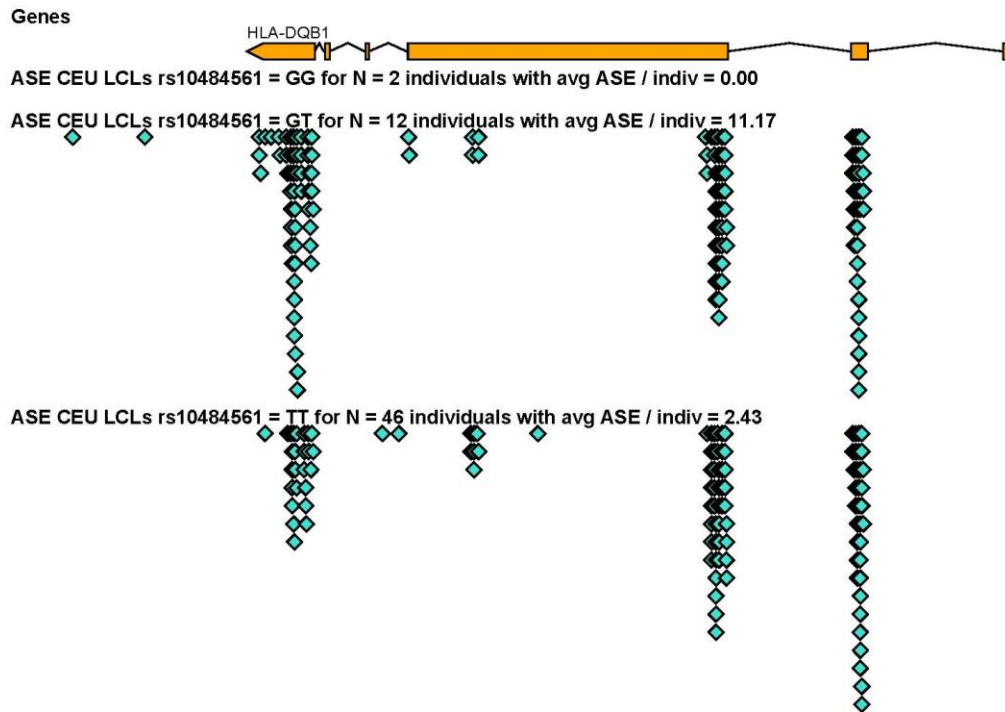 Genes
HLA-DQB1
ASE CEU LCLs rs10484561 = GG for N = 2 individuals with avg ASE / indiv = 0.00
ASE CEU LCLs rs10484561 = GT for N = 12 individuals with avg ASE / indiv = 11.17
ASE CEU LCLs rs10484561 = TT for N = 46 individuals with avg ASE / indiv = 2.43